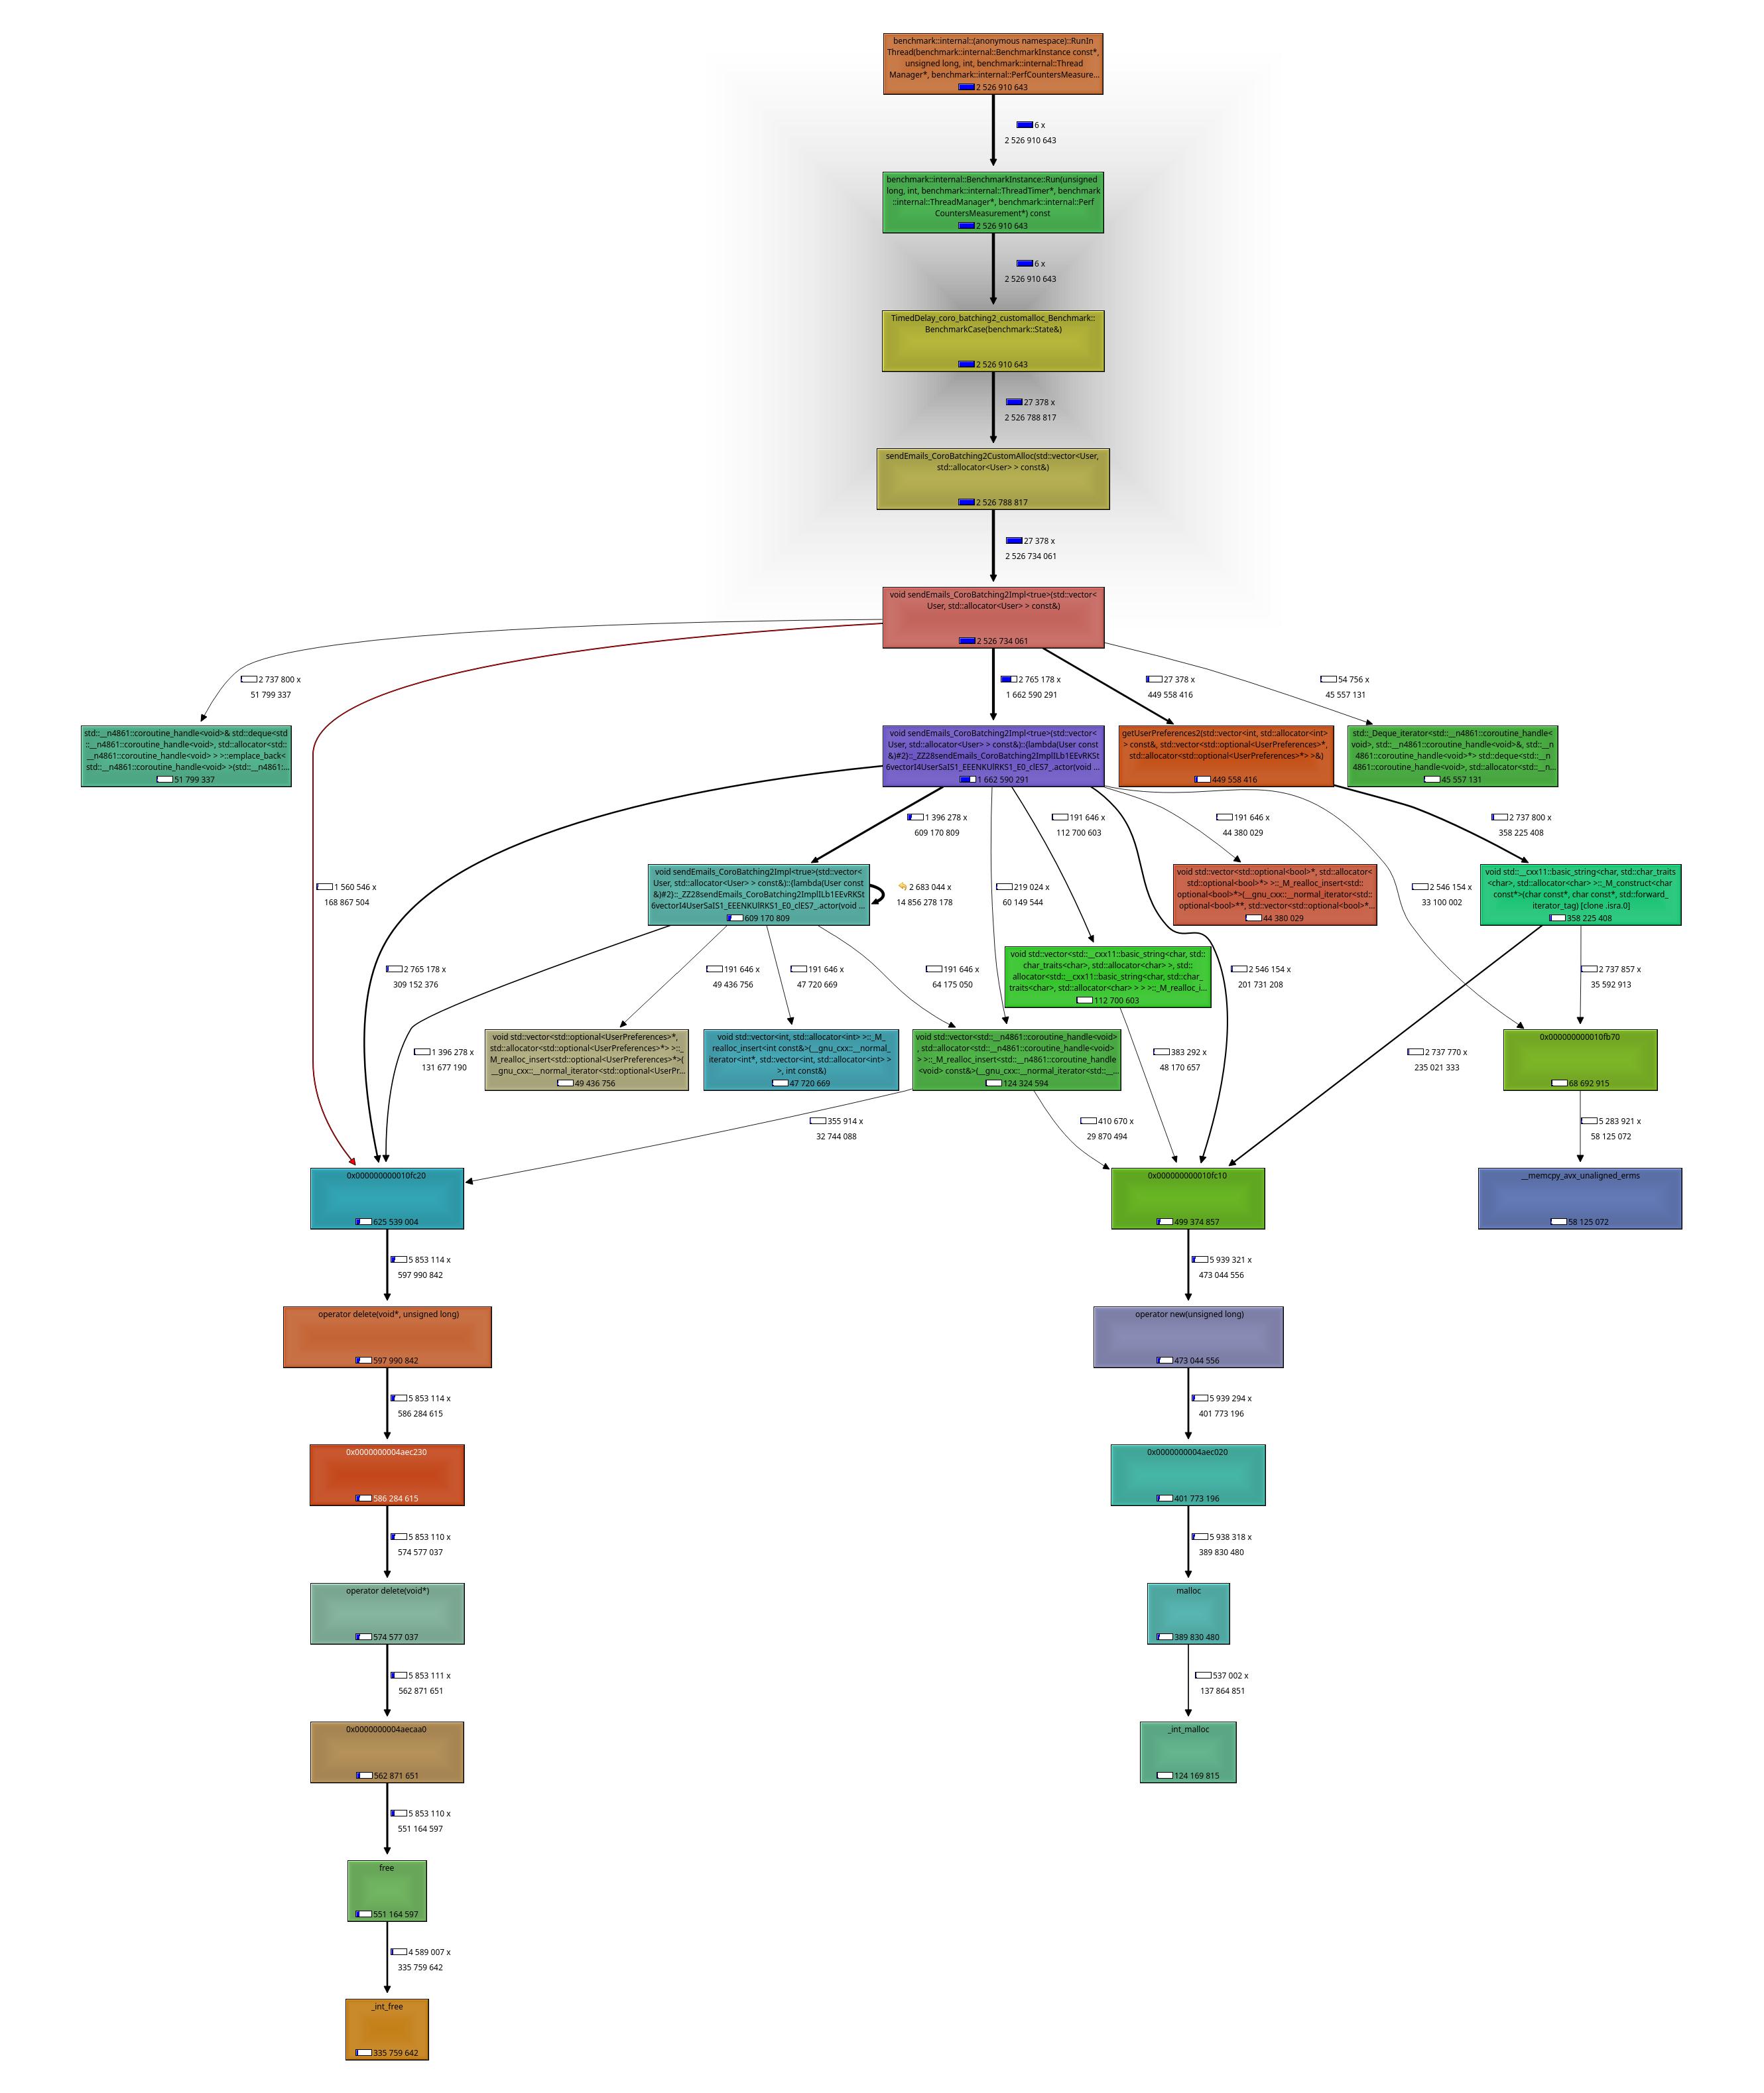 benchmark::internal::(anonymous namespace)::RunIn
Thread(benchmark::internal::BenchmarkInstance const*,
unsigned long, int, benchmark::internal::Thread
Manager*, benchmark::internal::PerfCountersMeasure...
2 526 910 643
6 x
2 526 910 643
benchmark::internal::BenchmarkInstance::Run(unsigned
long, int, benchmark::internal::ThreadTimer*, benchmark
::internal::ThreadManager*, benchmark::internal::Perf
CountersMeasurement*) const
2 526 910 643
6 x
2 526 910 643
TimedDelay_coro_batching2_customalloc_Benchmark::
BenchmarkCase(benchmark::State&)
2 526 910 643
27 378 x
2 526 788 817
sendEmails_CoroBatching2CustomAlloc(std::vector<User,
std::allocator<User> > const&)
2 526 788 817
27 378 x
2 526 734 061
void sendEmails_CoroBatching2Impl<true>(std::vector<
User, std::allocator<User> > const&)
2 526 734 061
2 737 800 x
51 799 337
2 765 178 x
1 662 590 291
27 378 x
449 558 416
54 756 x
45 557 131
std::__n4861::coroutine_handle<void>& std::deque<std
::__n4861::coroutine_handle<void>, std::allocator<std::
__n4861::coroutine_handle<void> > >::emplace_back<
std::__n4861::coroutine_handle<void> >(std::__n4861:...
51 799 337
void sendEmails_CoroBatching2Impl<true>(std::vector<
User, std::allocator<User> > const&)::{lambda(User const
&)#2}::_ZZ28sendEmails_CoroBatching2ImplILb1EEvRKSt
6vectorI4UserSaIS1_EEENKUlRKS1_E0_clES7_.actor(void ...
1 662 590 291
getUserPreferences2(std::vector<int, std::allocator<int>
> const&, std::vector<std::optional<UserPreferences>*,
std::allocator<std::optional<UserPreferences>*> >&)
449 558 416
std::_Deque_iterator<std::__n4861::coroutine_handle<
void>, std::__n4861::coroutine_handle<void>&, std::__n
4861::coroutine_handle<void>*> std::deque<std::__n
4861::coroutine_handle<void>, std::allocator<std::__n...
45 557 131
1 396 278 x
609 170 809
191 646 x
112 700 603
191 646 x
44 380 029
2 737 800 x
358 225 408
void sendEmails_CoroBatching2Impl<true>(std::vector<
User, std::allocator<User> > const&)::{lambda(User const
&)#2}::_ZZ28sendEmails_CoroBatching2ImplILb1EEvRKSt
6vectorI4UserSaIS1_EEENKUlRKS1_E0_clES7_.actor(void ...
609 170 809
1 560 546 x
168 867 504
2 683 044 x
14 856 278 178
219 024 x
60 149 544
void std::vector<std::optional<bool>*, std::allocator<
std::optional<bool>*> >::_M_realloc_insert<std::
optional<bool>*>(__gnu_cxx::__normal_iterator<std::
optional<bool>**, std::vector<std::optional<bool>*...
44 380 029
2 546 154 x
33 100 002
void std::__cxx11::basic_string<char, std::char_traits
<char>, std::allocator<char> >::_M_construct<char
const*>(char const*, char const*, std::forward_
iterator_tag) [clone .isra.0]
358 225 408
2 765 178 x
309 152 376
191 646 x
49 436 756
191 646 x
47 720 669
191 646 x
64 175 050
void std::vector<std::__cxx11::basic_string<char, std::
char_traits<char>, std::allocator<char> >, std::
allocator<std::__cxx11::basic_string<char, std::char_
traits<char>, std::allocator<char> > > >::_M_realloc_i...
112 700 603
2 546 154 x
201 731 208
2 737 857 x
35 592 913
1 396 278 x
131 677 190
void std::vector<std::optional<UserPreferences>*,
std::allocator<std::optional<UserPreferences>*> >::_
M_realloc_insert<std::optional<UserPreferences>*>(
__gnu_cxx::__normal_iterator<std::optional<UserPr...
49 436 756
void std::vector<int, std::allocator<int> >::_M_
realloc_insert<int const&>(__gnu_cxx::__normal_
iterator<int*, std::vector<int, std::allocator<int> >
>, int const&)
47 720 669
void std::vector<std::__n4861::coroutine_handle<void>
, std::allocator<std::__n4861::coroutine_handle<void>
> >::_M_realloc_insert<std::__n4861::coroutine_handle
<void> const&>(__gnu_cxx::__normal_iterator<std::__...
124 324 594
383 292 x
48 170 657
2 737 770 x
235 021 333
0x000000000010fb70
68 692 915
355 914 x
32 744 088
410 670 x
29 870 494
5 283 921 x
58 125 072
0x000000000010fc20
625 539 004
0x000000000010fc10
499 374 857
__memcpy_avx_unaligned_erms
58 125 072
5 853 114 x
597 990 842
5 939 321 x
473 044 556
operator delete(void*, unsigned long)
597 990 842
operator new(unsigned long)
473 044 556
5 853 114 x
586 284 615
5 939 294 x
401 773 196
0x0000000004aec230
586 284 615
0x0000000004aec020
401 773 196
5 853 110 x
574 577 037
5 938 318 x
389 830 480
operator delete(void*)
574 577 037
malloc
389 830 480
5 853 111 x
562 871 651
537 002 x
137 864 851
0x0000000004aecaa0
562 871 651
_int_malloc
124 169 815
5 853 110 x
551 164 597
free
551 164 597
4 589 007 x
335 759 642
_int_free
335 759 642